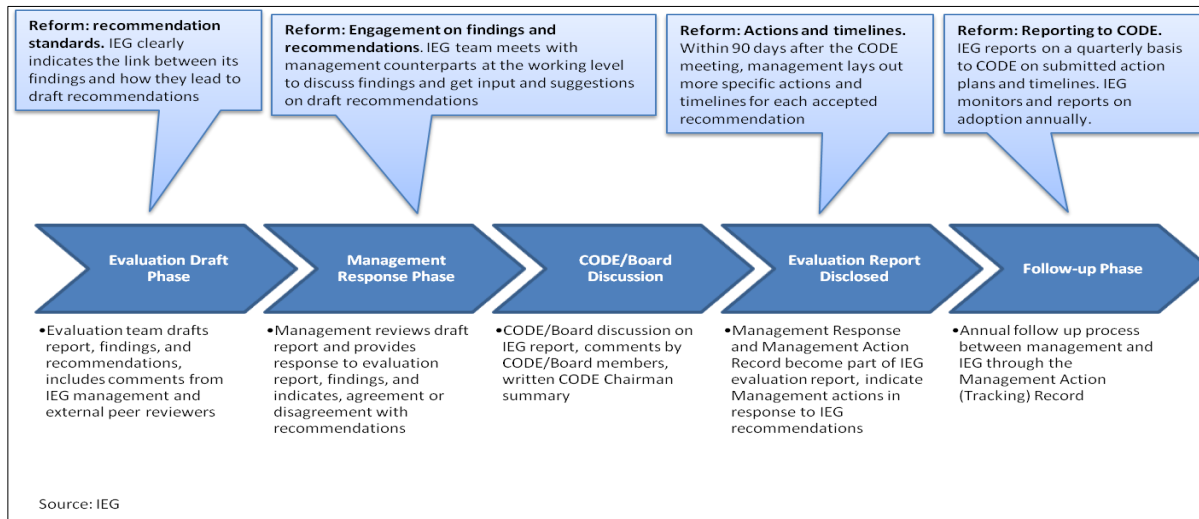 Reform: recommendation
standards. IEG clearly
indicates the link between its
findings and how they lead to
draft recommendations
Reform: Engagement on findings and
recommendations. IEG team meets with
management counterparts at the working level
to discuss findings and get input and suggestions
on draft recommendations
Reform: Actions and timelines.
Within 90 days after the CODE
meeting, management lays out
more specific actions and
timelines for each accepted
recommendation
Reform: Reporting to CODE.
IEG reports on a quarterly basis
to CODE on submitted action
plans and timelines. IEG
monitors and reports on
adoption annually.
Evaluation Draft
Phase
Management
Response Phase
CODE/Board
Discussion
Evaluation Report
Disclosed
Follow-up Phase
•Evaluation team drafts
report, findings, and
recommendations,
includes comments from
IEG management and
external peer reviewers
•Management reviews draft
report and provides
response to evaluation
report, findings, and
indicates, agreement or
disagreement with
recommendations
•CODE/Board discussion on
IEG report, comments by
CODE/Board members,
written CODE Chairman
summary
•Management Response
and Management Action
Record become part of IEG
evaluation report, indicate
Management actions in
response to IEG
recommendations
•Annual follow up process
between management and
IEG through the
Management Action
(Tracking) Record
Source: IEG